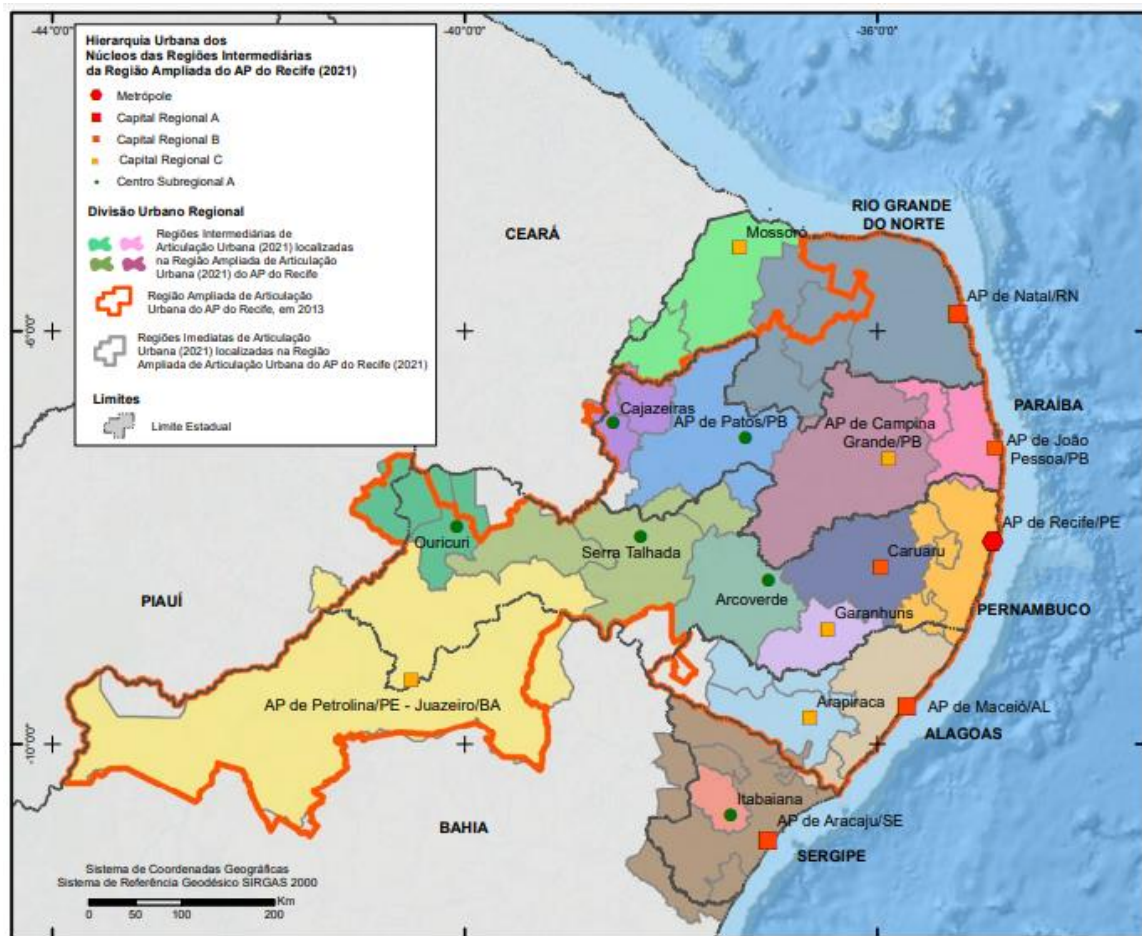 -44°0'0"
-40°0'0"
-36°0'0"
Hierarquia Urbana dos
Núcleos das Regiões Intermediárias
da Região Ampliada do AP do Recife (2021)
Metrópole
Capital Regional A
Capital Regional B
Capital Regional C
Centro Subregional A
Divisão Urbano Regional
Regiões Intermediárias de
Articulação Urbana (2021) localizadas
na Região Ampliada de Articulação
Urbana (2021) do AP do Recife
Região Ampliada de Articulação
Urbana do AP do Recife, em 2013
Regiões Imediatas de Articulação
Urbana (2021) localizadas na Região
Ampliada de Articulação Urbana do AP do Recife (2021)
Limites
Limite Estadual
RIO GRANDE
DO NORTE
CEARÁ
Mossoró
AP de Natal/RN
-6°0'0"
PARAÍBA
Cajazeiras
AP de Patos/PB
AP de Campina
Grande/PB
AP de João
Pessoa/PB
AP de Recife/PE
Ouricuri
Serra Talhada
Caruaru
Arcoverde
PIAUÍ
Garanhuns
PERNAMBUCO
AP de Petrolina/PE - Juazeiro/BA
Arapiraca
AP de Maceió/AL
ALAGOAS
-10°0'0"
Itabaiana
AP de Aracaju/SE
BAHIA
SERGIPE
Sistema de Coordenadas Geográficas
Sistema de Referência Geodésico SIRGAS 2000
Km
0 50 100 200